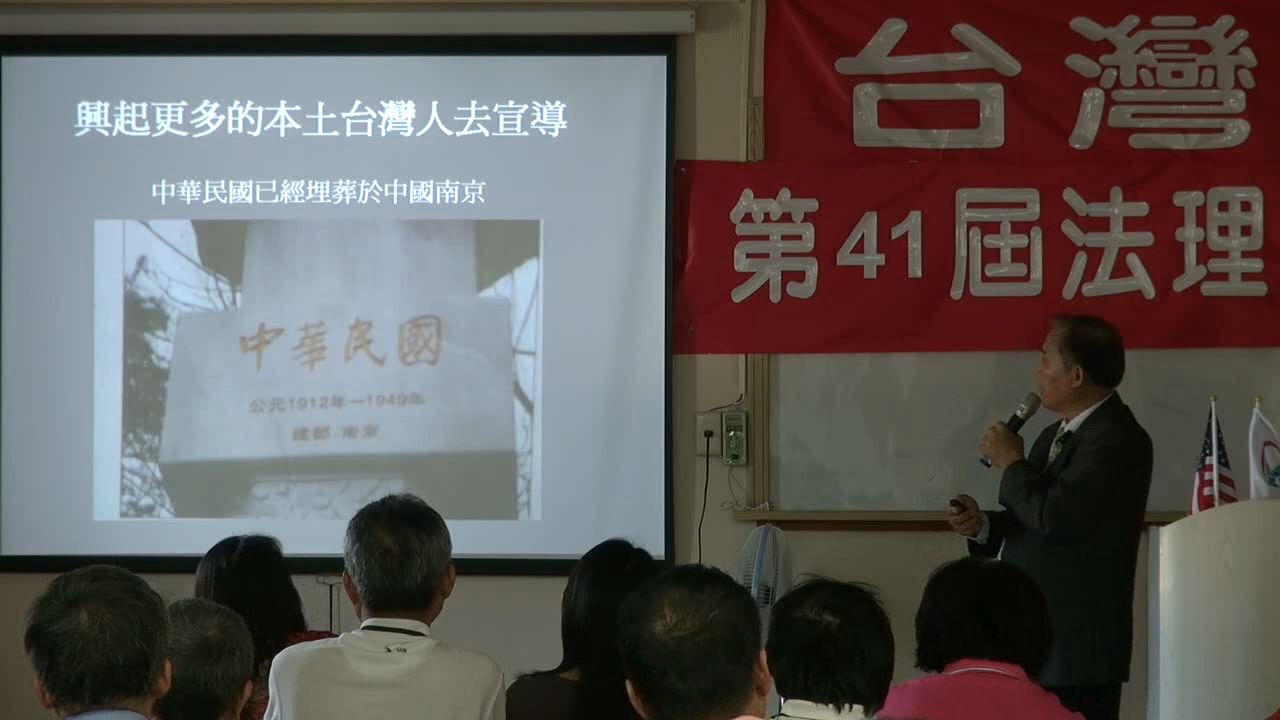 興起更多的本土台灣人去宣導
中華民國已經埋葬於中國南京
中華民國
公元1912年—1949年
建都:南京
台灣
第41屆法理